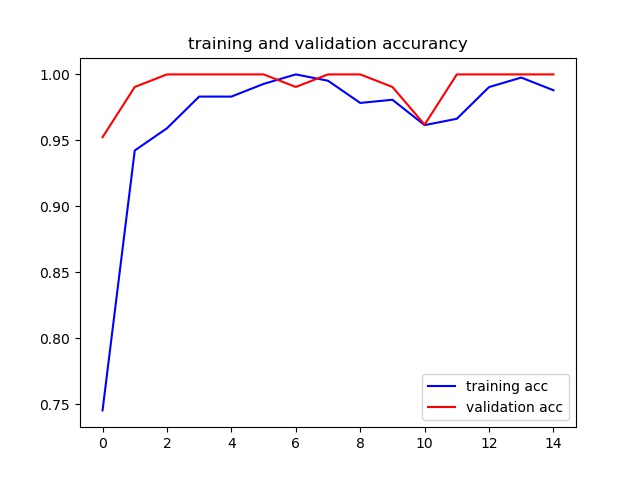 training and validation accurancy
1.00
0.95
0.90
0.85
0.80
0.75
training acc
validation acc
0 2 4 6 8 10 12 14